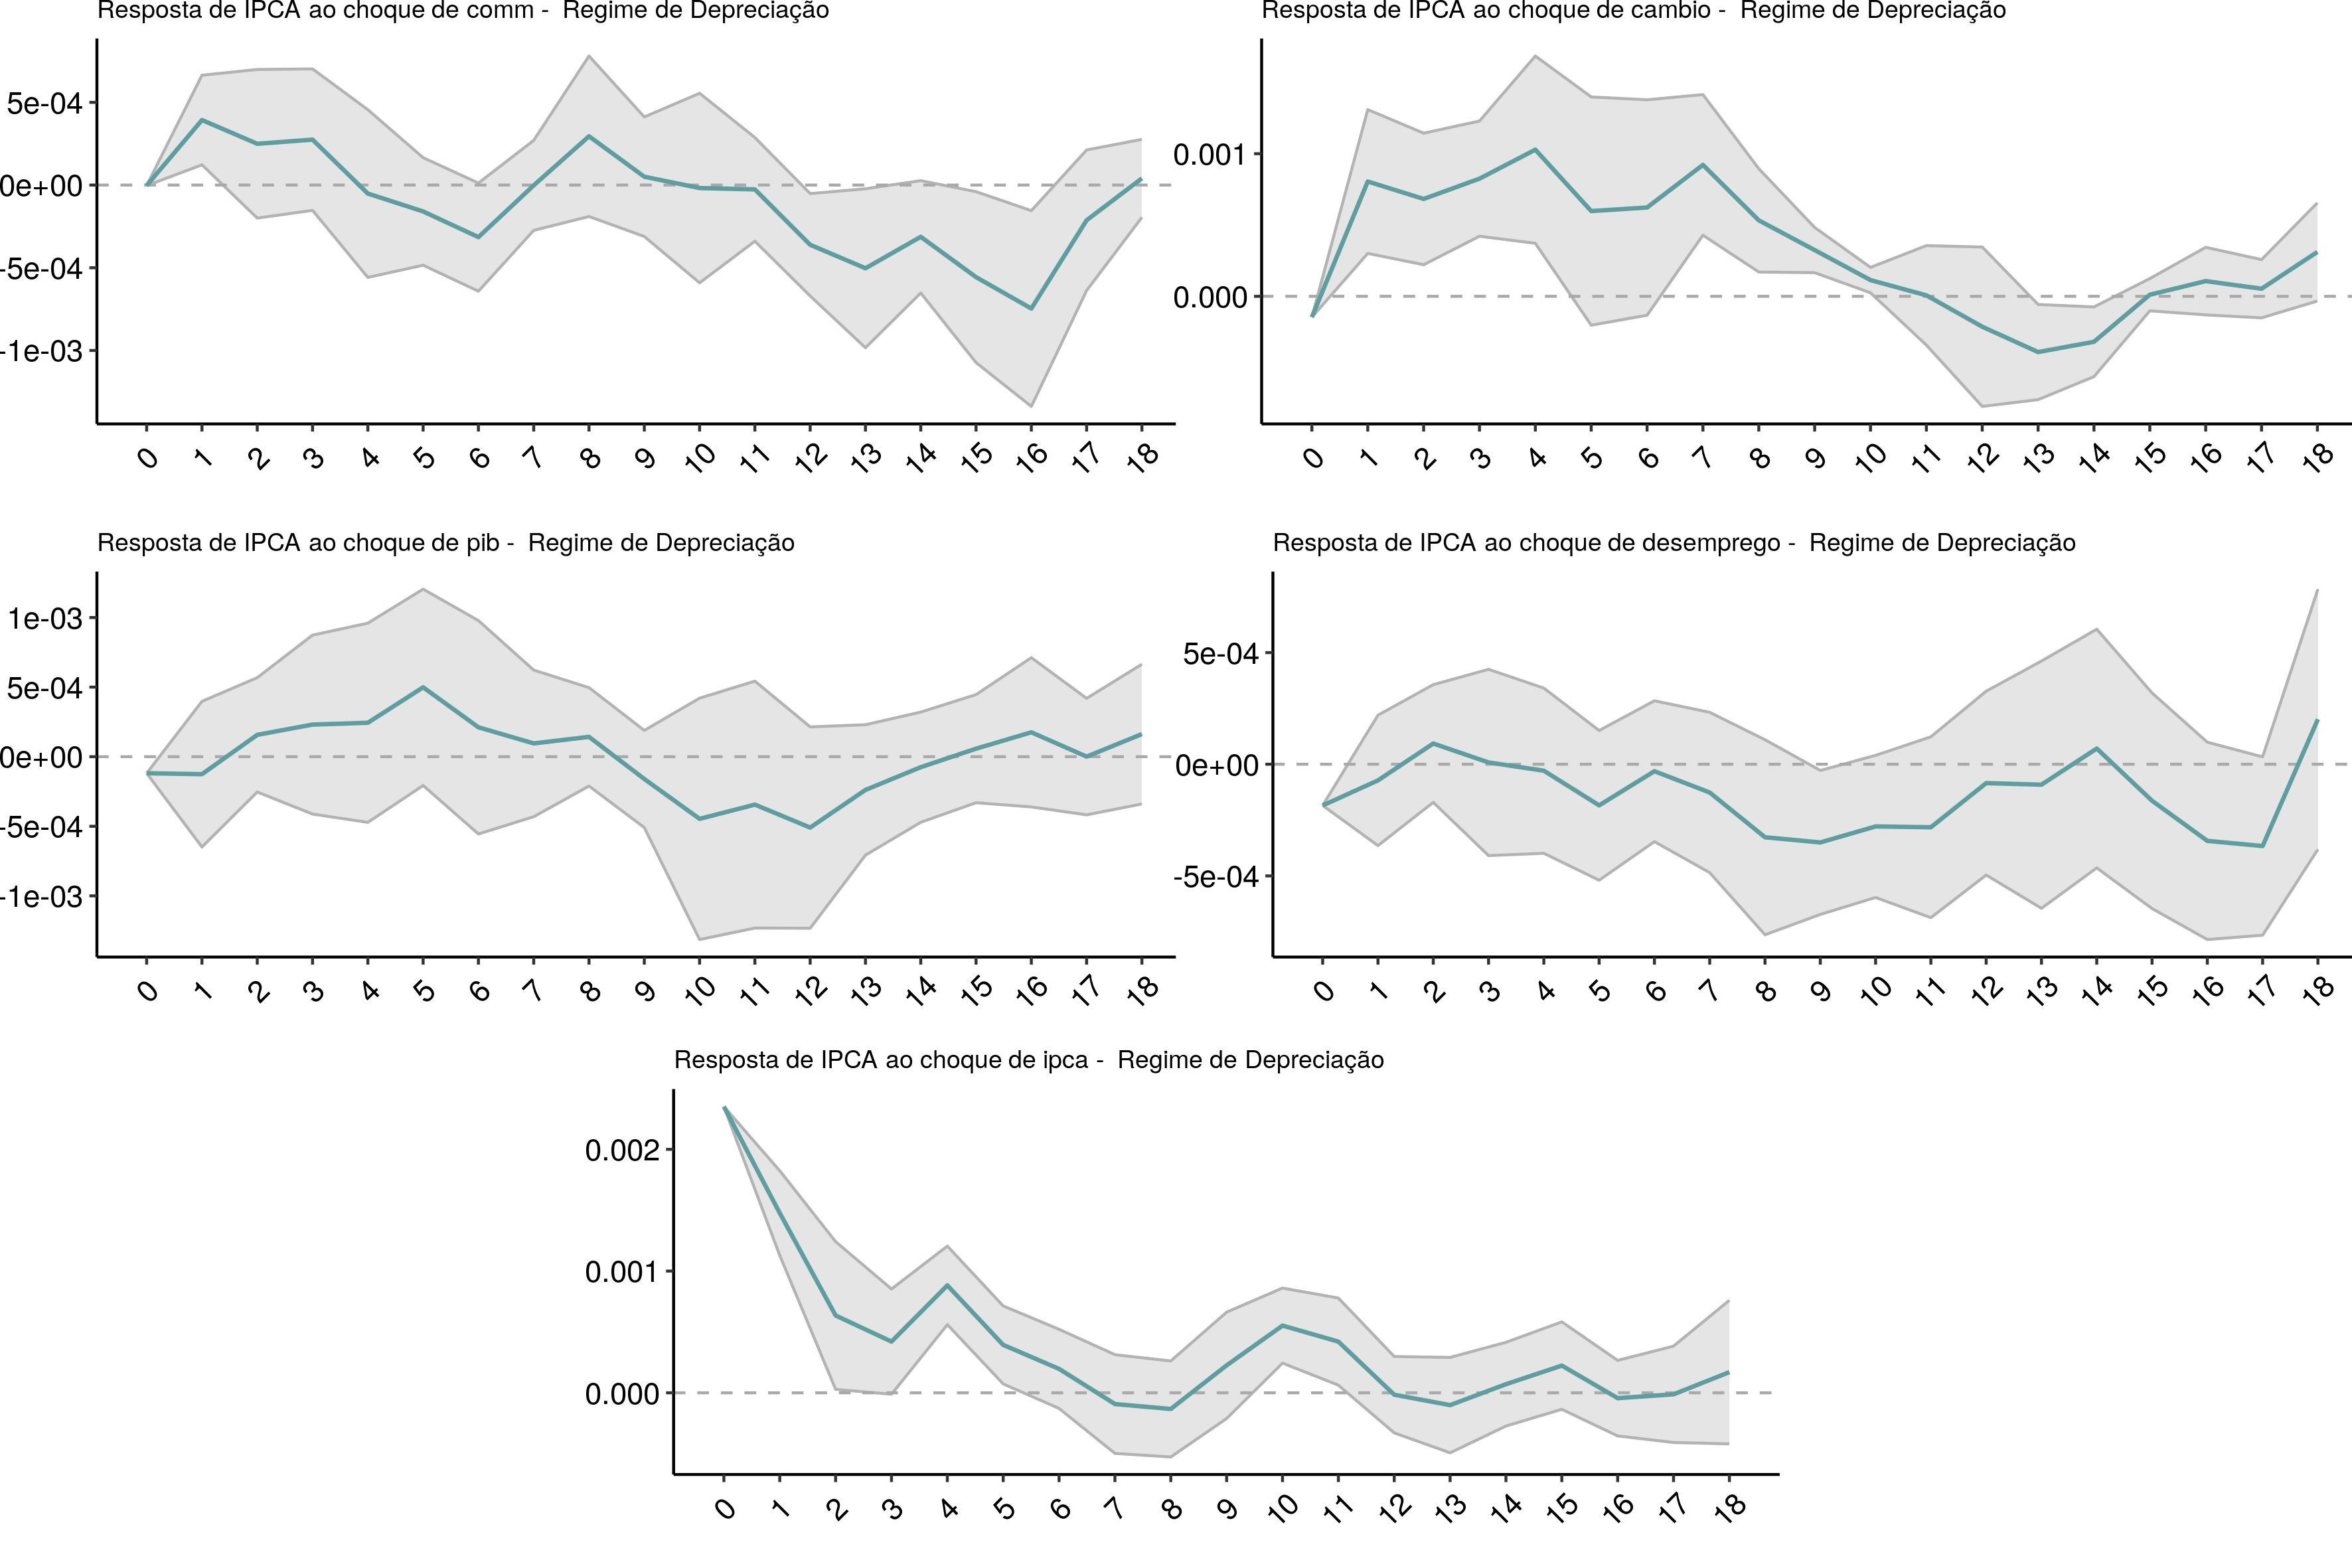 Resposta de IPCA ao choque de comm -  Regime de Depreciação
5e-04
0e+00
-5e-04
-1e-03
0 1 2 3 4 5 6 7 8 9 10 11 12 13 14 15 16 17 18
Resposta de IPCA ao choque de cambio -  Regime de Depreciação
0.001
0.000
0 1 2 3 4 5 6 7 8 9 10 11 12 13 14 15 16 17 18
Resposta de IPCA ao choque de pib -  Regime de Depreciação
1e-03
5e-04
0e+00
-5e-04
-1e-03
0 1 2 3 4 5 6 7 8 9 10 11 12 13 14 15 16 17 18
Resposta de IPCA ao choque de desemprego -  Regime de Depreciação
5e-04
0e+00
-5e-04
0 1 2 3 4 5 6 7 8 9 10 11 12 13 14 15 16 17 18
Resposta de IPCA ao choque de ipca -  Regime de Depreciação
0.002
0.001
0.000
0 1 2 3 4 5 6 7 8 9 10 11 12 13 14 15 16 17 18